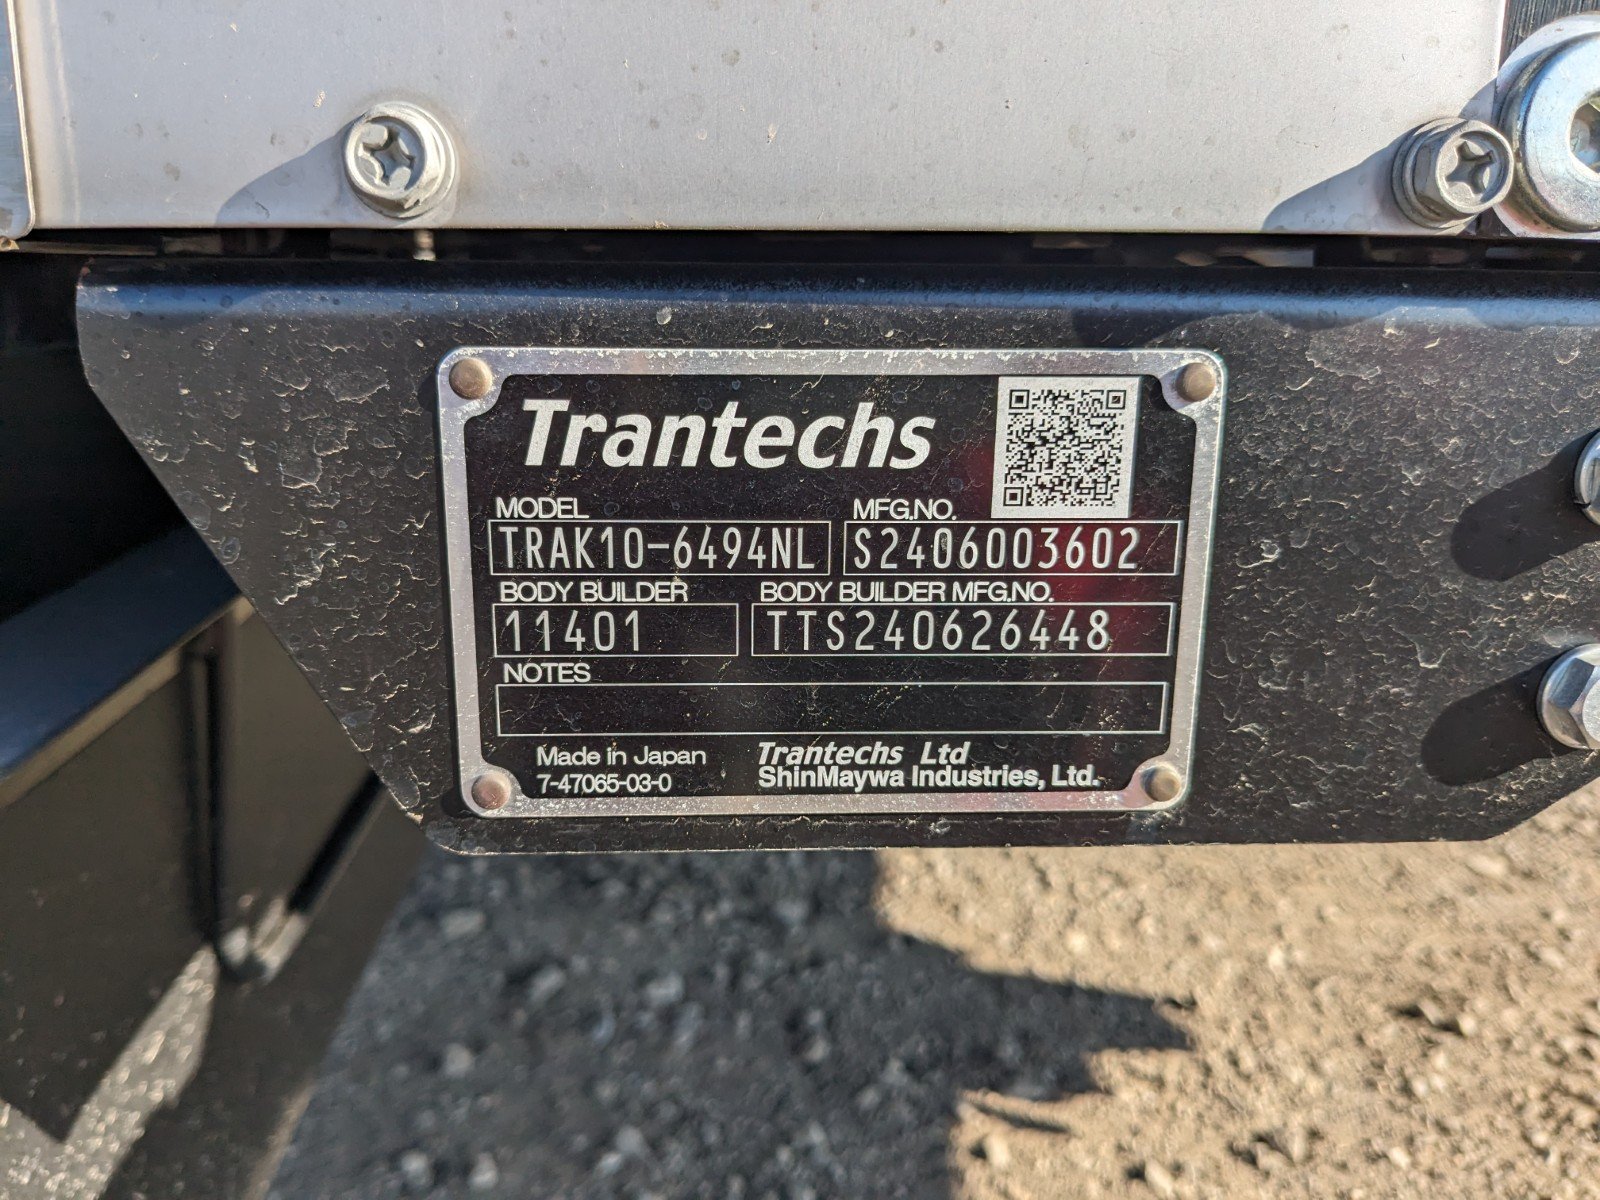 Trantechs
MODEL MFG.NO.
TRAK10-6494NL S2406003602
BODY BUILDER BODY BUILDER MFG.NO.
11401 TTS240626448
NOTES
Made in Japan Trantechs Ltd
7-47065-03-0 ShinMaywa Industries, Ltd.